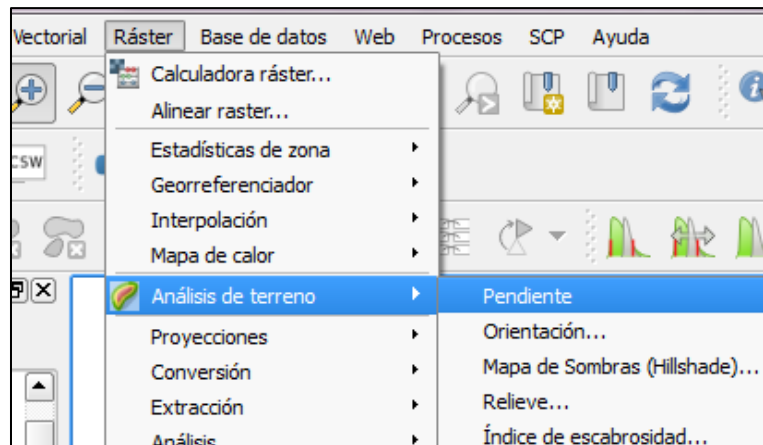 Vectorial Ráster Base de datos Web Procesos SCP Ayuda
Calculadora ráster...
Alinear raster...
CSW
Estadísticas de zona
Georreferenciador
Interpolación
Mapa de calor
Análisis de terreno
Pendiente
Proyecciones
Orientación...
Conversión
Mapa de Sombras (Hillshade)...
Extracción
Relieve...
Análisis
Índice de escabrosidad...